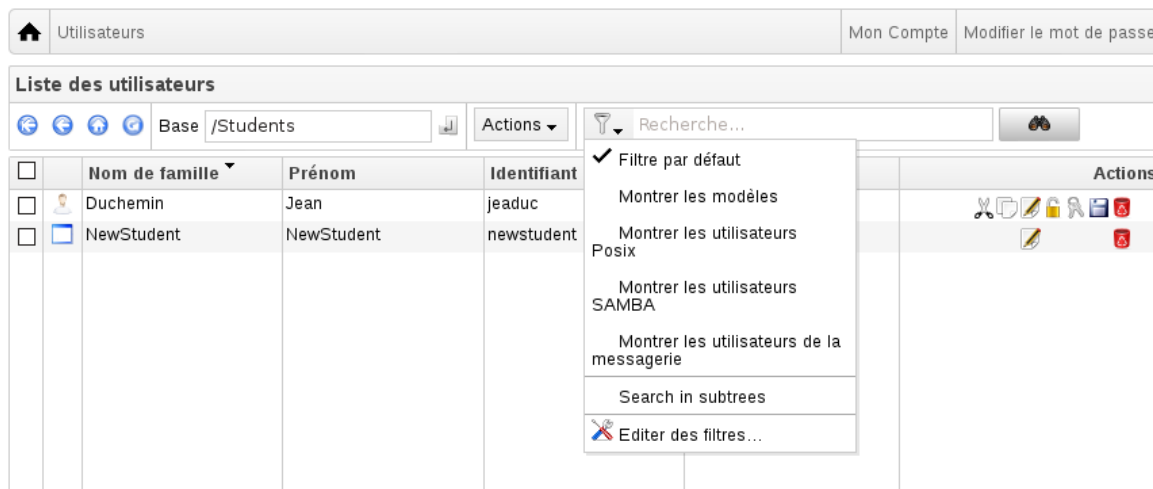 Utilisateurs
Mon Compte
Modifier le mot de passe
Liste des utilisateurs
Base
/Students
Actions
Recherche...
Nom de famille
Prénom
Identifiant
Actions
Duchemin
Jean
jeaduc
NewStudent
NewStudent
newstudent
Filtre par défaut
Montrer les modèles
Montrer les utilisateurs
Posix
Montrer les utilisateurs
SAMBA
Montrer les utilisateurs de la
messagerie
Search in subtrees
Editer des filtres...